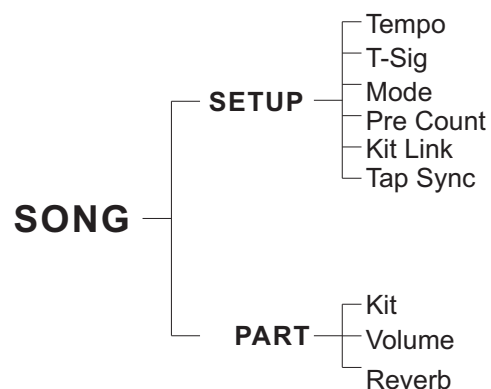 Tempo
T-Sig
Mode
SETUP
Pre Count
Kit Link
Tap Sync
SONG
Kit
PART
Volume
Reverb